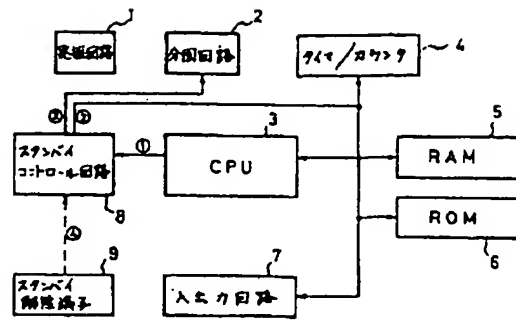 1
発振回路
2
分周回路
タイマ/カウンタ
4
②
③
3
CPU
①
スタンバイ
コントロール回路
8
5
RAM
ROM
6
④
9
スタンバイ
解除端子
7
入出力回路